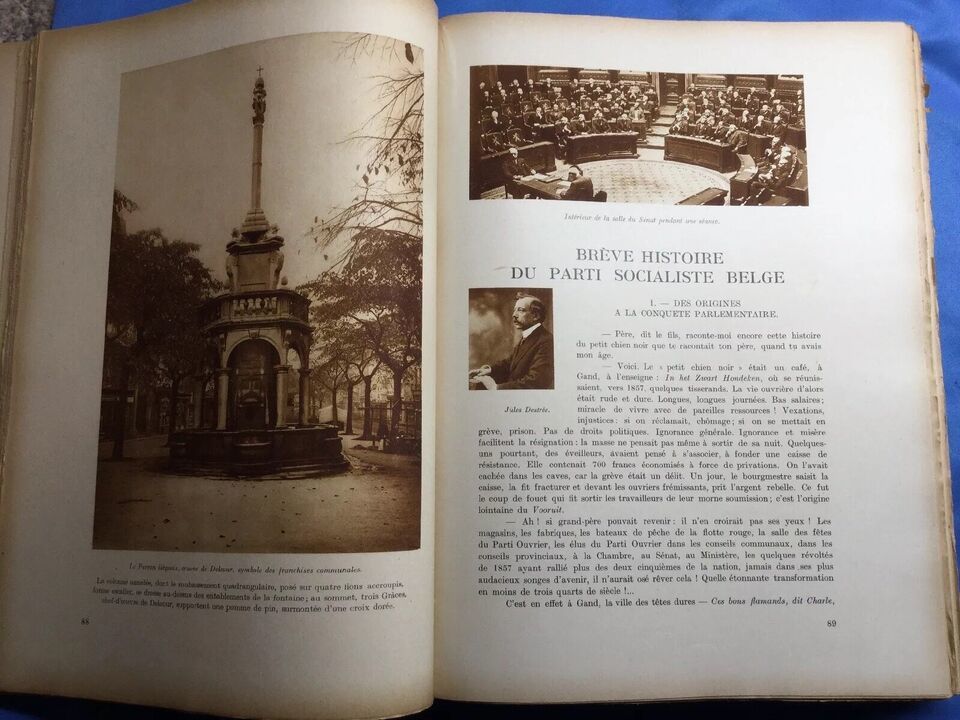 Le Perron liégeois, œuvre de Delcour, symbole des franchises communales.
La colonne annelée, dont le soubassement quadrangulaire, posé sur quatre lions accroupis,
forme escalier, se dresse au-dessus des entablements de la fontaine; au sommet, trois Grâces,
chef-d'œuvre de Delcour, supportent une pomme de pin, surmontée d'une croix dorée.
88
Intérieur de la salle du Sénat pendant une séance.
BRÈVE HISTOIRE
DU PARTI SOCIALISTE BELGE
1. — DES ORIGINES
A LA CONQUETE PARLEMENTAIRE.
— Père, dit le fils, raconte-moi encore cette histoire
du petit chien noir que te racontait ton père, quand tu avais
mon âge.
— Voici. Le « petit chien noir » était un café, à
Gand, à l'enseigne : In het Zwart Hondeken, où se réunis-
saient, vers 1857, quelques tisserands. La vie ouvrière d'alors
était rude et dure. Longues, longues journées. Bas salaires;
miracle de vivre avec de pareilles ressources ! Vexations,
injustices : si on réclamait, chômage; si on se mettait en
Jules Destrée.
grève, prison. Pas de droits politiques. Ignorance générale. Ignorance et misère
facilitent la résignation : la masse ne pensait pas même à sortir de sa nuit. Quelques-
uns pourtant, des éveilleurs, avaient pensé à s'associer, à fonder une caisse de
résistance. Elle contenait 700 francs économisés à force de privations. On l'avait
cachée dans les caves, car la grève était un délit. Un jour, le bourgmestre saisit la
caisse, la fit fracturer et devant les ouvriers frémissants, prit l'argent rebelle. Ce fut
le coup de fouet qui fit sortir les travailleurs de leur morne soumission; c'est l'origine
lointaine du Vooruit.
— Ah ! si grand-père pouvait revenir : il n'en croirait pas ses yeux ! Les
magasins, les fabriques, les bateaux de pêche de la flotte rouge, la salle des fêtes
du Parti Ouvrier, les élus du Parti Ouvrier dans les conseils communaux, dans les
conseils provinciaux, à la Chambre, au Sénat, au Ministère, les quelques révoltés
de 1857 ayant rallié plus des deux cinquièmes de la nation, jamais dans ses plus
audacieux songes d'avenir, il n'aurait osé rêver cela ! Quelle étonnante transformation
en moins de trois quarts de siècle !...
C'est en effet à Gand, la ville des têtes dures — Ces bons flamands, dit Charle,
89